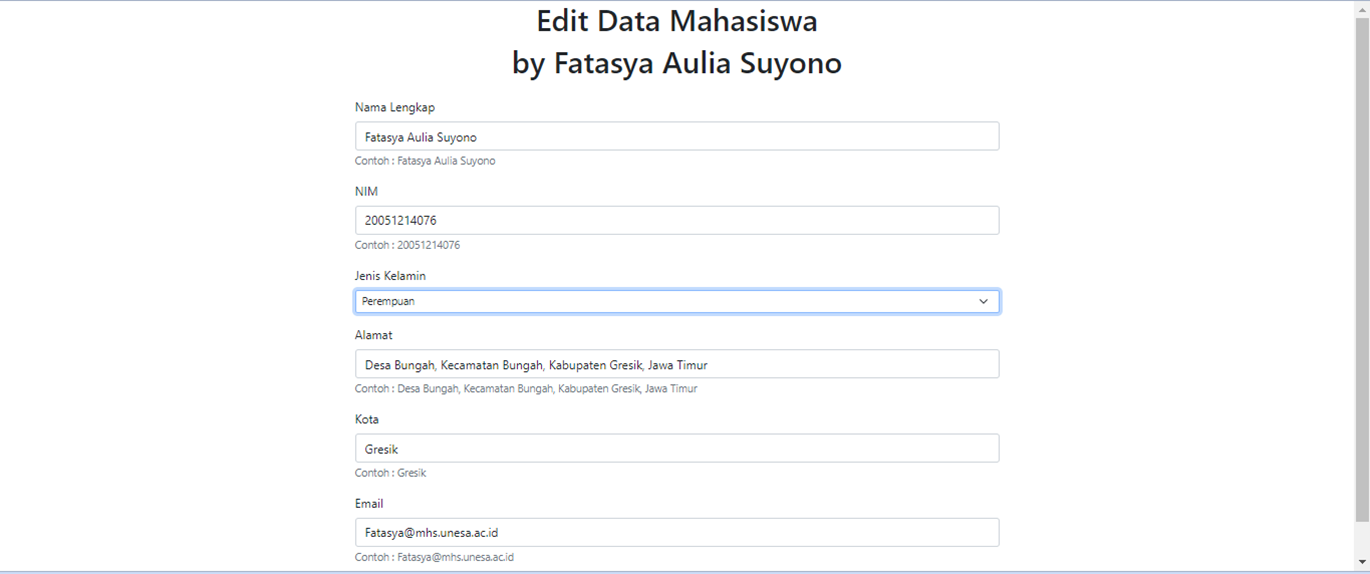 Edit Data Mahasiswa
by Fatasya Aulia Suyono
Nama Lengkap
Fatasya Aulia Suyono
Contoh : Fatasya Aulia Suyono
NIM
20051214076
Contoh : 20051214076
Jenis Kelamin
Perempuan
Alamat
Desa Bungah, Kecamatan Bungah, Kabupaten Gresik, Jawa Timur
Contoh : Desa Bungah, Kecamatan Bungah, Kabupaten Gresik, Jawa Timur
Kota
Gresik
Contoh : Gresik
Email
Fatasya@mhs.unesa.ac.id
Contoh : Fatasya@mhs.unesa.ac.id